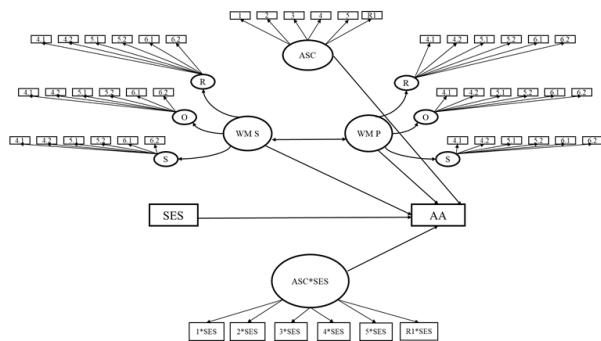 1 2 3 4 5 R1
ASC
4.1 4.2 5.1 5.2 6.1 6.2
4.1 4.2 5.1 5.2 6.1 6.2
R
R
4.1 4.2 5.1 5.2 6.1 6.2
4.1 4.2 5.1 5.2 6.1 6.2
O
O
WM S
WM P
4.1 4.2 5.1 5.2 6.1 6.2
4.1 4.2 5.1 5.2 6.1 6.2
S
S
SES
AA
ASC*SES
1*SES 2*SES 3*SES 4*SES 5*SES R1*SES